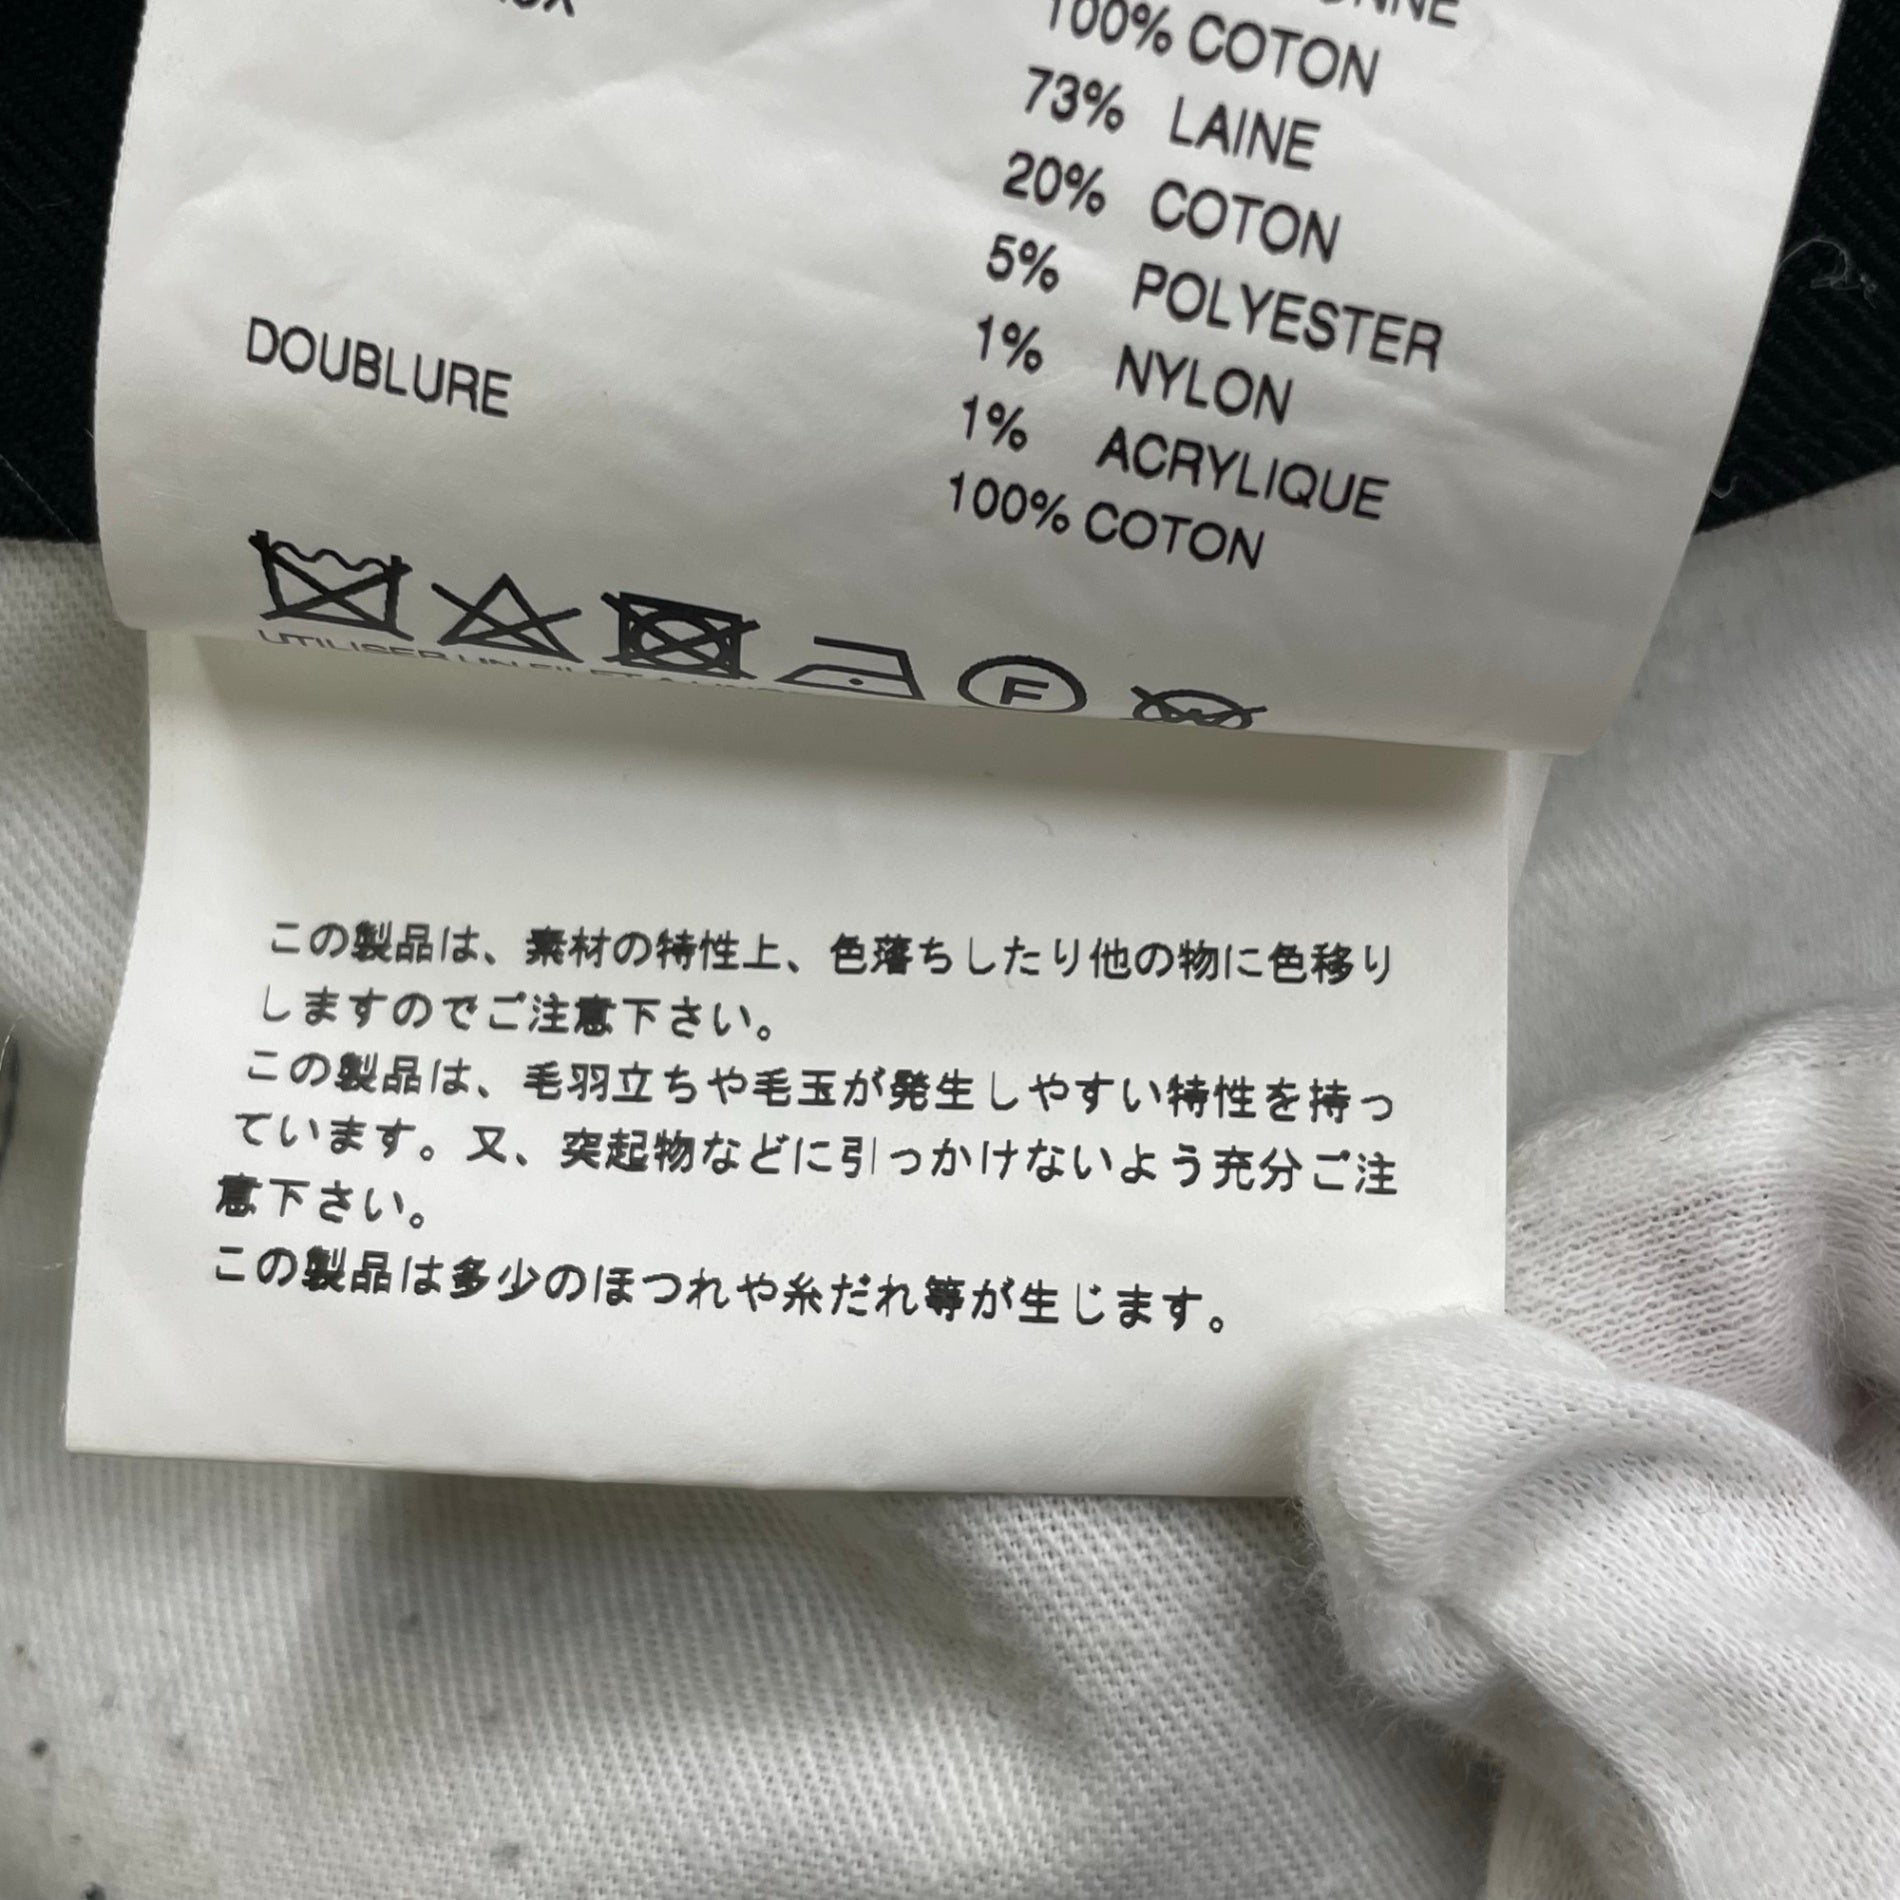 100% COTON
73% LAINE
20% COTON
5% POLYESTER
1% NYLON
1% ACRYLIQUE
DOUBLURE 100% COTON
F
UTILISER UN FILET A
この製品は、素材の特性上、色落ちしたり他の物に色移り
しますのでご注意下さい。
この製品は、毛羽立ちや毛玉が発生しやすい特性を持っ
ています。又、突起物などに引っかけないよう充分ご注
意下さい。
この製品は多少のほつれや糸だれ等が生じます。